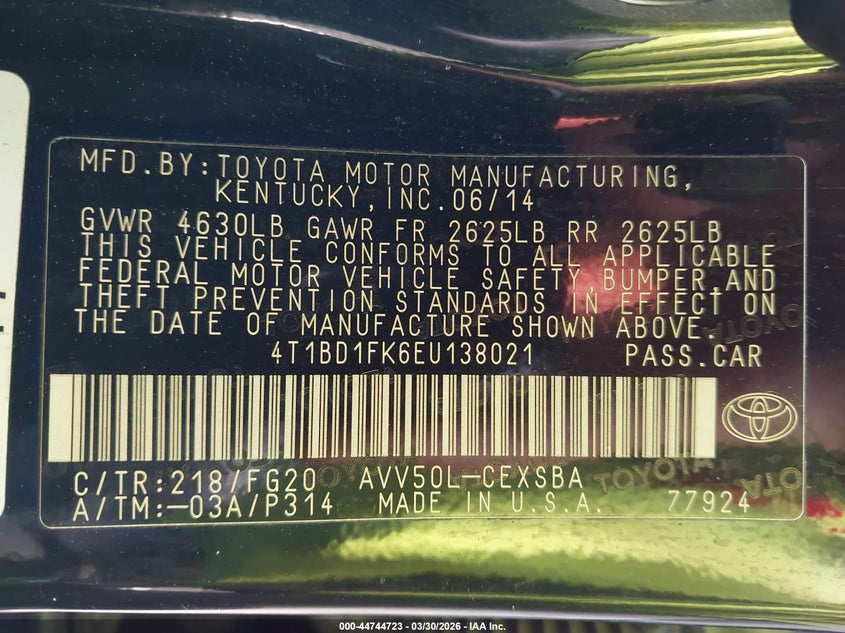 MFD.BY:TOYOTA MOTOR MANUFACTURING,
KENTUCKY,INC.06/14
GVWR 4630LB GAWR FR 2625LB RR 2625LB
THIS VEHICLE CONFORMS TO ALL APPLICABLE
FEDERAL MOTOR VEHICLE SAFETY,BUMPER,AND
THEFT PREVENTION STANDARDS IN EFFECT ON
THE DATE OF MANUFACTURE SHOWN ABOVE.
4T1BD1FK6EU138021 PASS.CAR
C/TR:218/FG20 AVV50L-CEXSBA
A/TM:-03A/P314 MADE IN U.S.A. 77924
TOYOTA
TOYOTA
TOYOTA
000-44744723 - 03/30/2026 - IAA Inc.